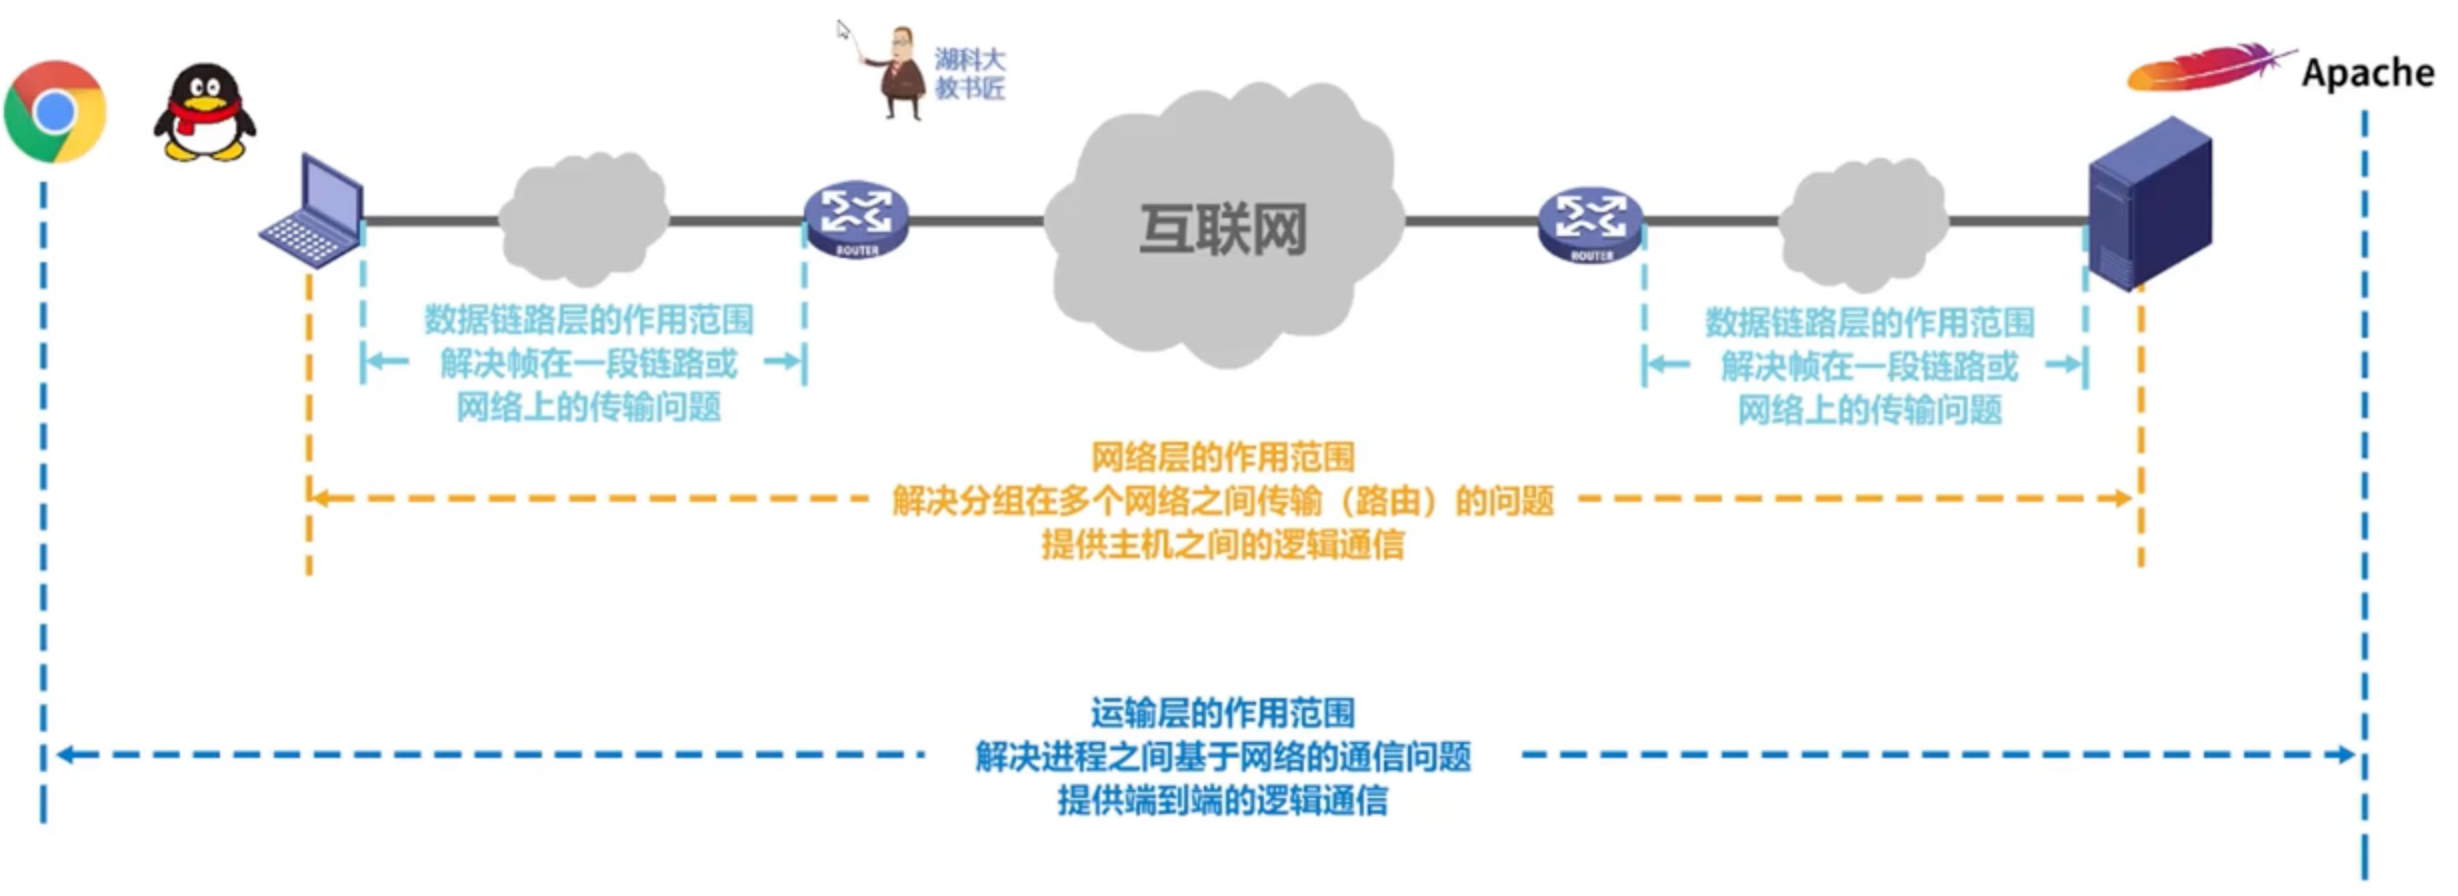 湖科大
教书匠
Apache
互联网
ROUTER
ROUTER
数据链路层的作用范围
解决帧在一段链路或
网络上的传输问题
数据链路层的作用范围
解决帧在一段链路或
网络上的传输问题
网络层的作用范围
解决分组在多个网络之间传输（路由）的问题
提供主机之间的逻辑通信
运输层的作用范围
解决进程之间基于网络的通信问题
提供端到端的逻辑通信